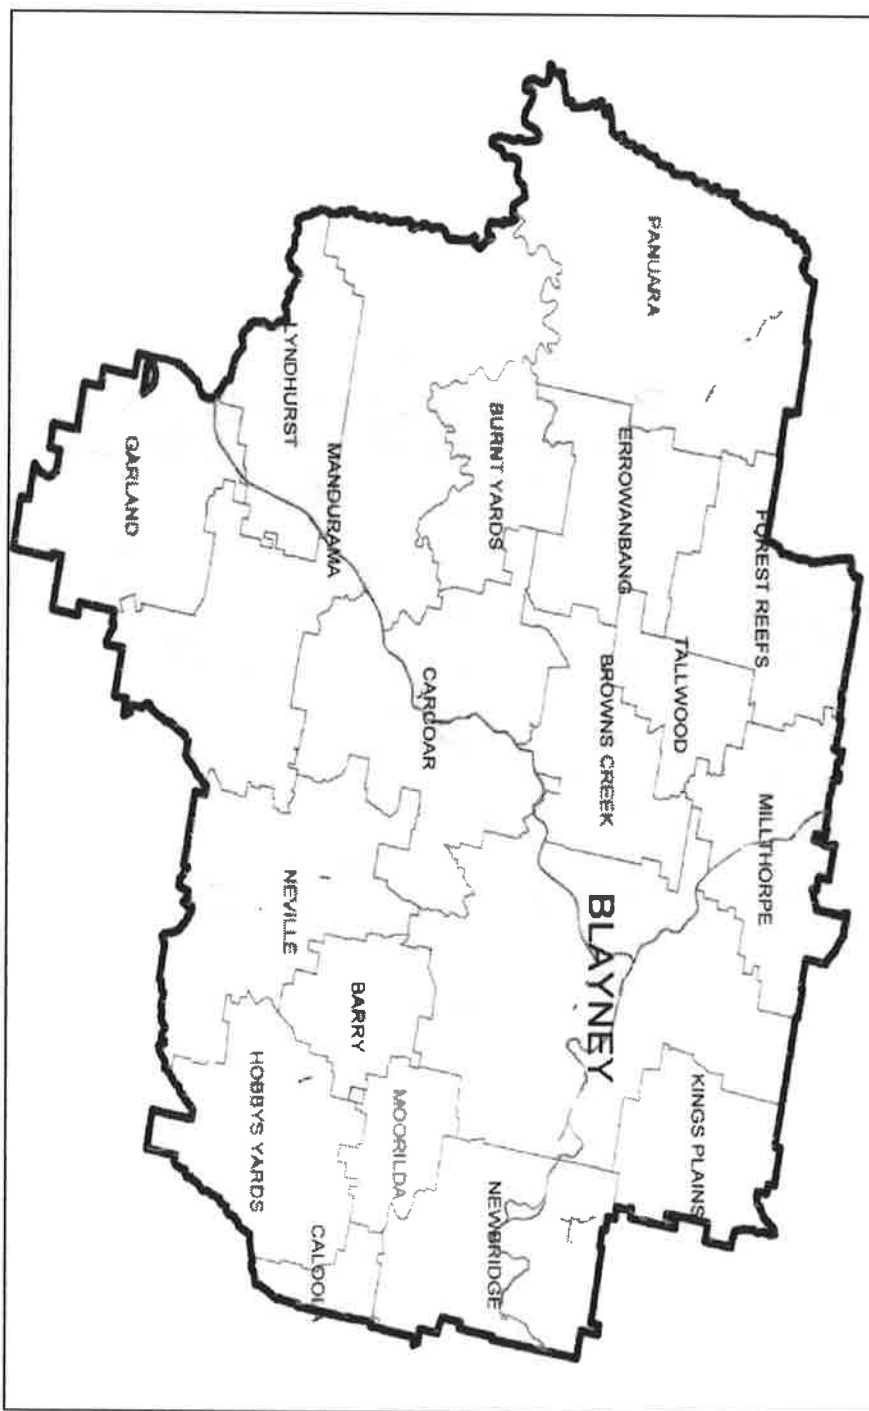 FOREST REEFS
MILLTHORPE
KINGS PLAINS
TALLWOOD
PANUARA
ERROWANBANG
BROWNS CREEK
BLAYNEY
BURNT YARDS
NEWBRIDGE
CARCOAR
MOORILDA
MANDURAMA
BARRY
CALOOLA
LYNDHURST
NEVILLE
HOBBYS YARDS
GARLAND